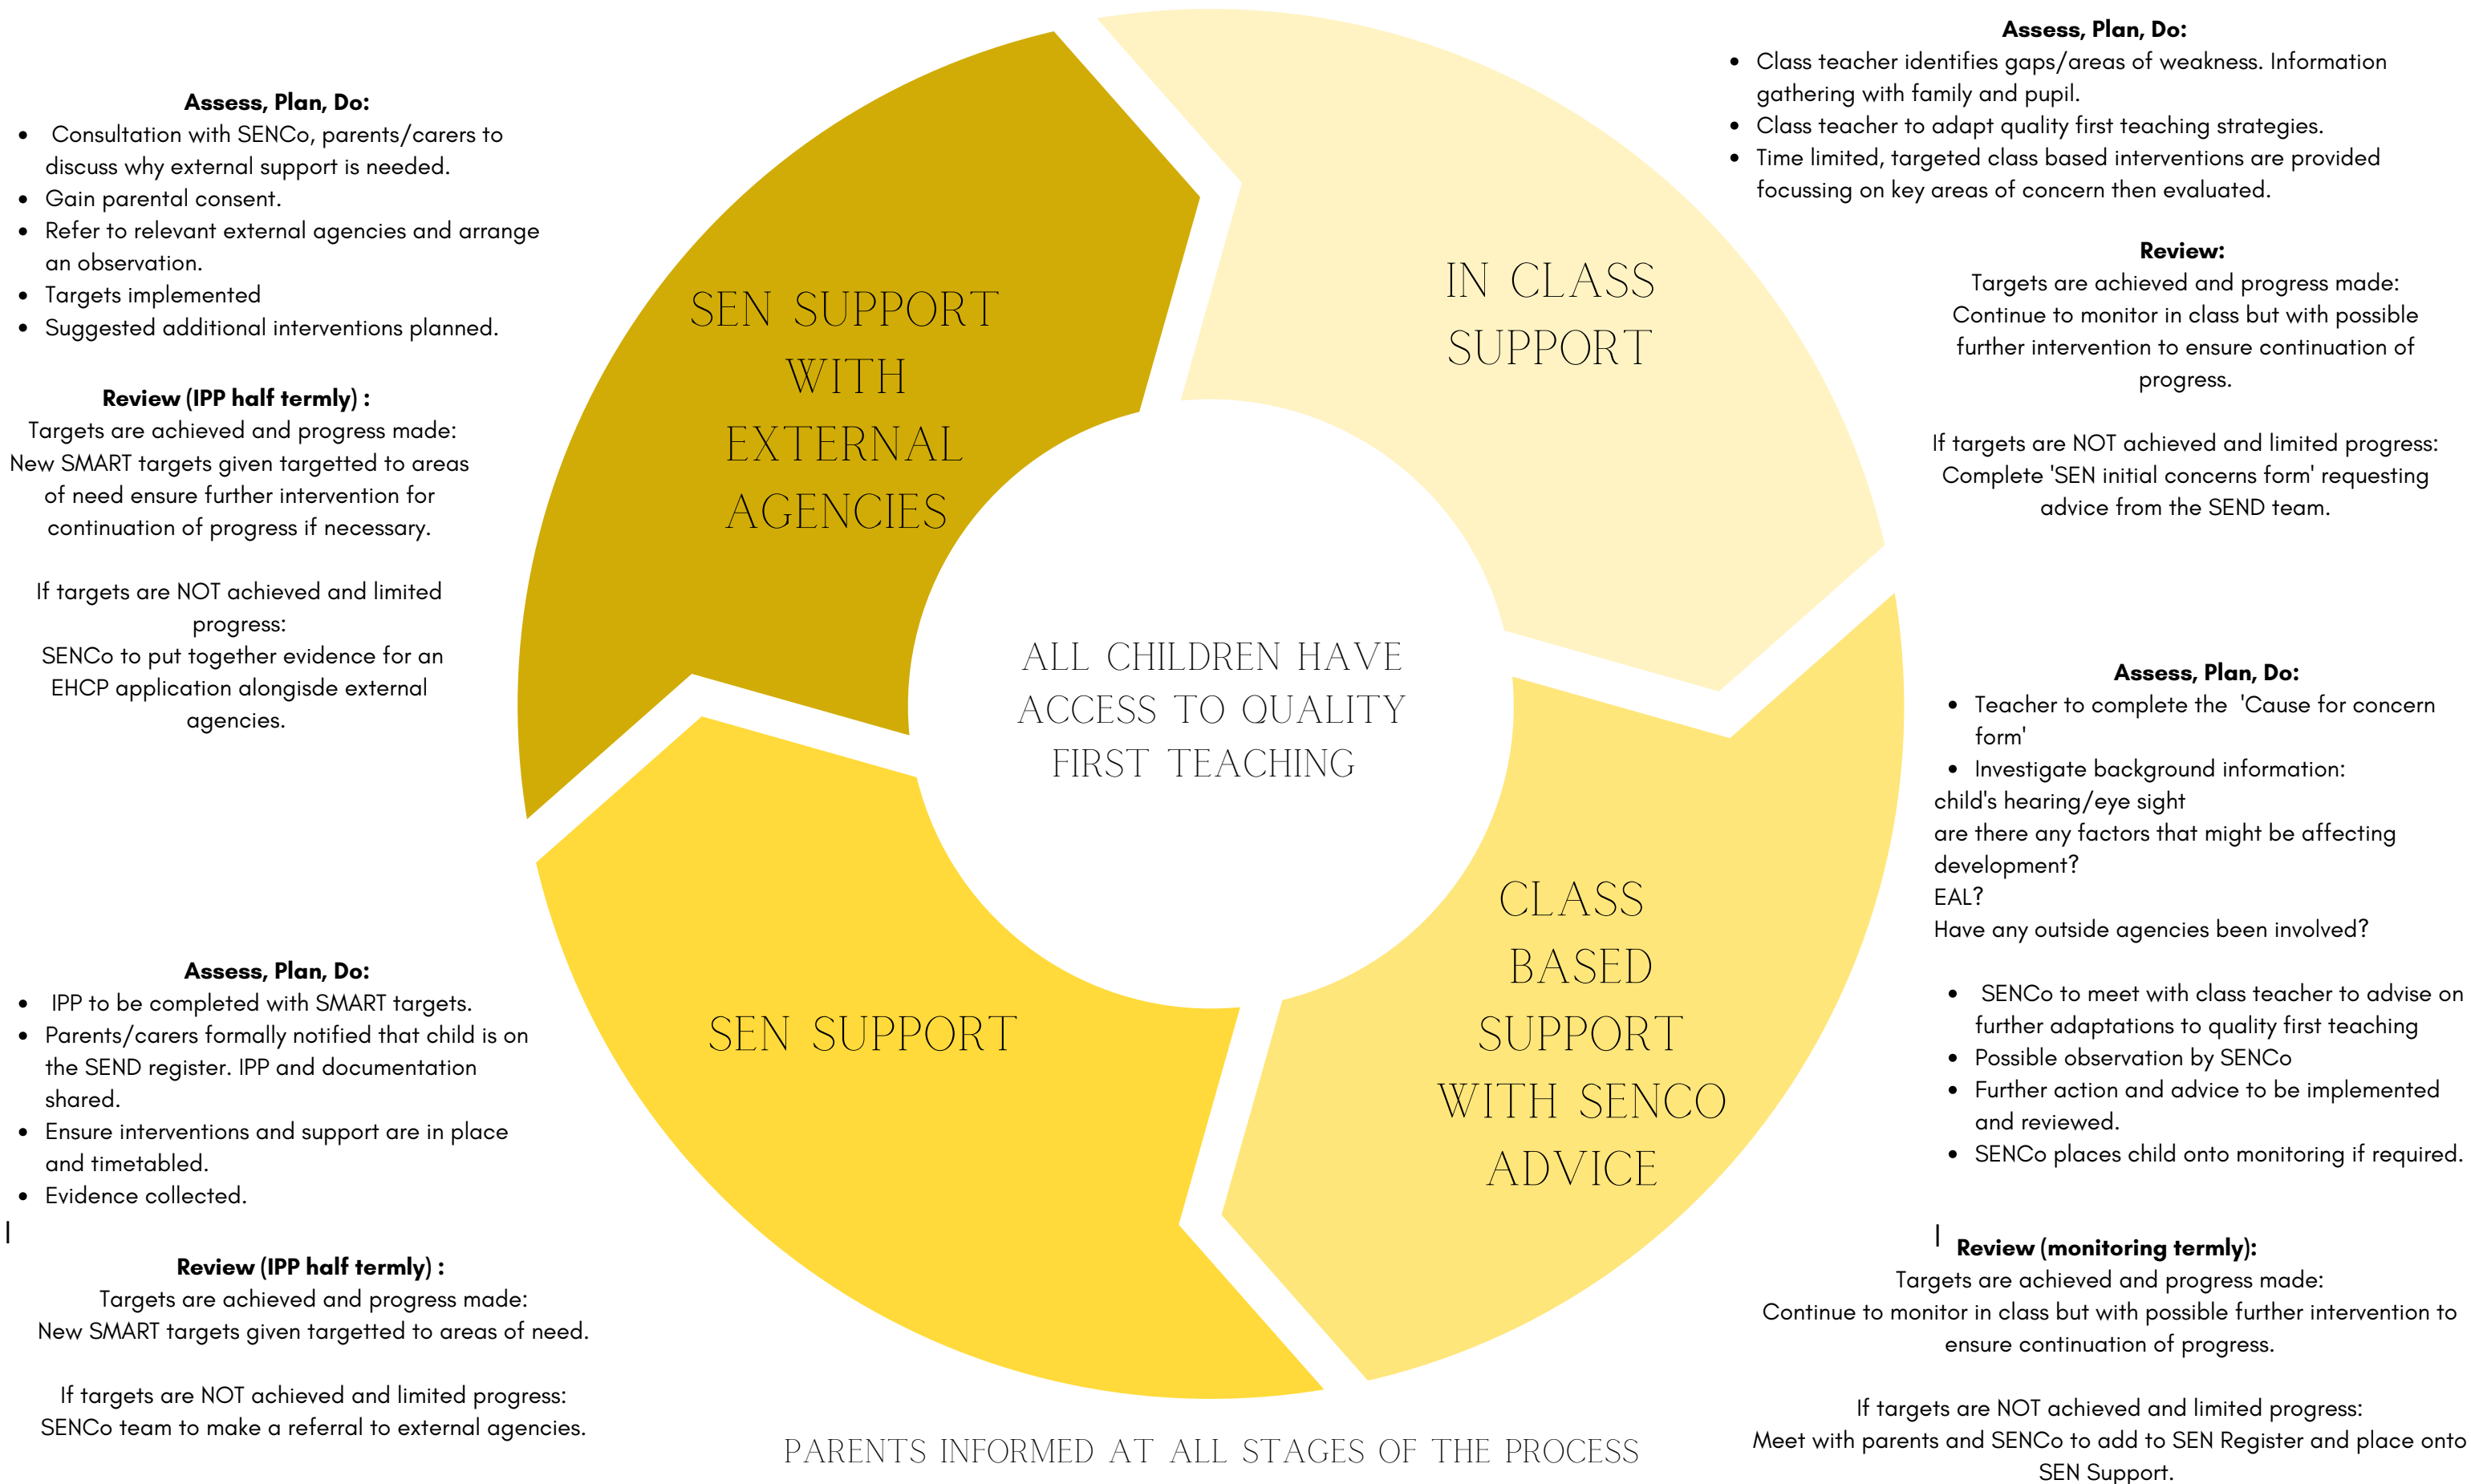 Assess, Plan, Do:
• Consultation with SENCo, parents/carers to
discuss why external support is needed.
• Gain parental consent.
• Refer to relevant external agencies and arrange
an observation.
• Targets implemented
• Suggested additional interventions planned.
Review (IPP half termly) :
Targets are achieved and progress made:
New SMART targets given targetted to areas
of need ensure further intervention for
continuation of progress if necessary.
If targets are NOT achieved and limited
progress:
SENCo to put together evidence for an
EHCP application alongisde external
agencies.
Assess, Plan, Do:
• IPP to be completed with SMART targets.
• Parents/carers formally notified that child is on
the SEND register. IPP and documentation
shared.
• Ensure interventions and support are in place
and timetabled.
• Evidence collected.
|
Review (IPP half termly) :
Targets are achieved and progress made:
New SMART targets given targetted to areas of need.
If targets are NOT achieved and limited progress:
SENCo team to make a referral to external agencies.
SEN SUPPORT
WITH
EXTERNAL
AGENCIES
IN CLASS
SUPPORT
ALL CHILDREN HAVE
ACCESS TO QUALITY
FIRST TEACHING
SEN SUPPORT
CLASS
BASED
SUPPORT
WITH SENCO
ADVICE
PARENTS INFORMED AT ALL STAGES OF THE PROCESS
Assess, Plan, Do:
• Class teacher identifies gaps/areas of weakness. Information
gathering with family and pupil.
• Class teacher to adapt quality first teaching strategies.
• Time limited, targeted class based interventions are provided
focussing on key areas of concern then evaluated.
Review:
Targets are achieved and progress made:
Continue to monitor in class but with possible
further intervention to ensure continuation of
progress.
If targets are NOT achieved and limited progress:
Complete 'SEN initial concerns form' requesting
advice from the SEND team.
Assess, Plan, Do:
• Teacher to complete the 'Cause for concern
form'
• Investigate background information:
child's hearing/eye sight
are there any factors that might be affecting
development?
EAL?
Have any outside agencies been involved?
• SENCo to meet with class teacher to advise on
further adaptations to quality first teaching
• Possible observation by SENCo
• Further action and advice to be implemented
and reviewed.
• SENCo places child onto monitoring if required.
| Review (monitoring termly):
Targets are achieved and progress made:
Continue to monitor in class but with possible further intervention to
ensure continuation of progress.
If targets are NOT achieved and limited progress:
Meet with parents and SENCo to add to SEN Register and place onto
SEN Support.